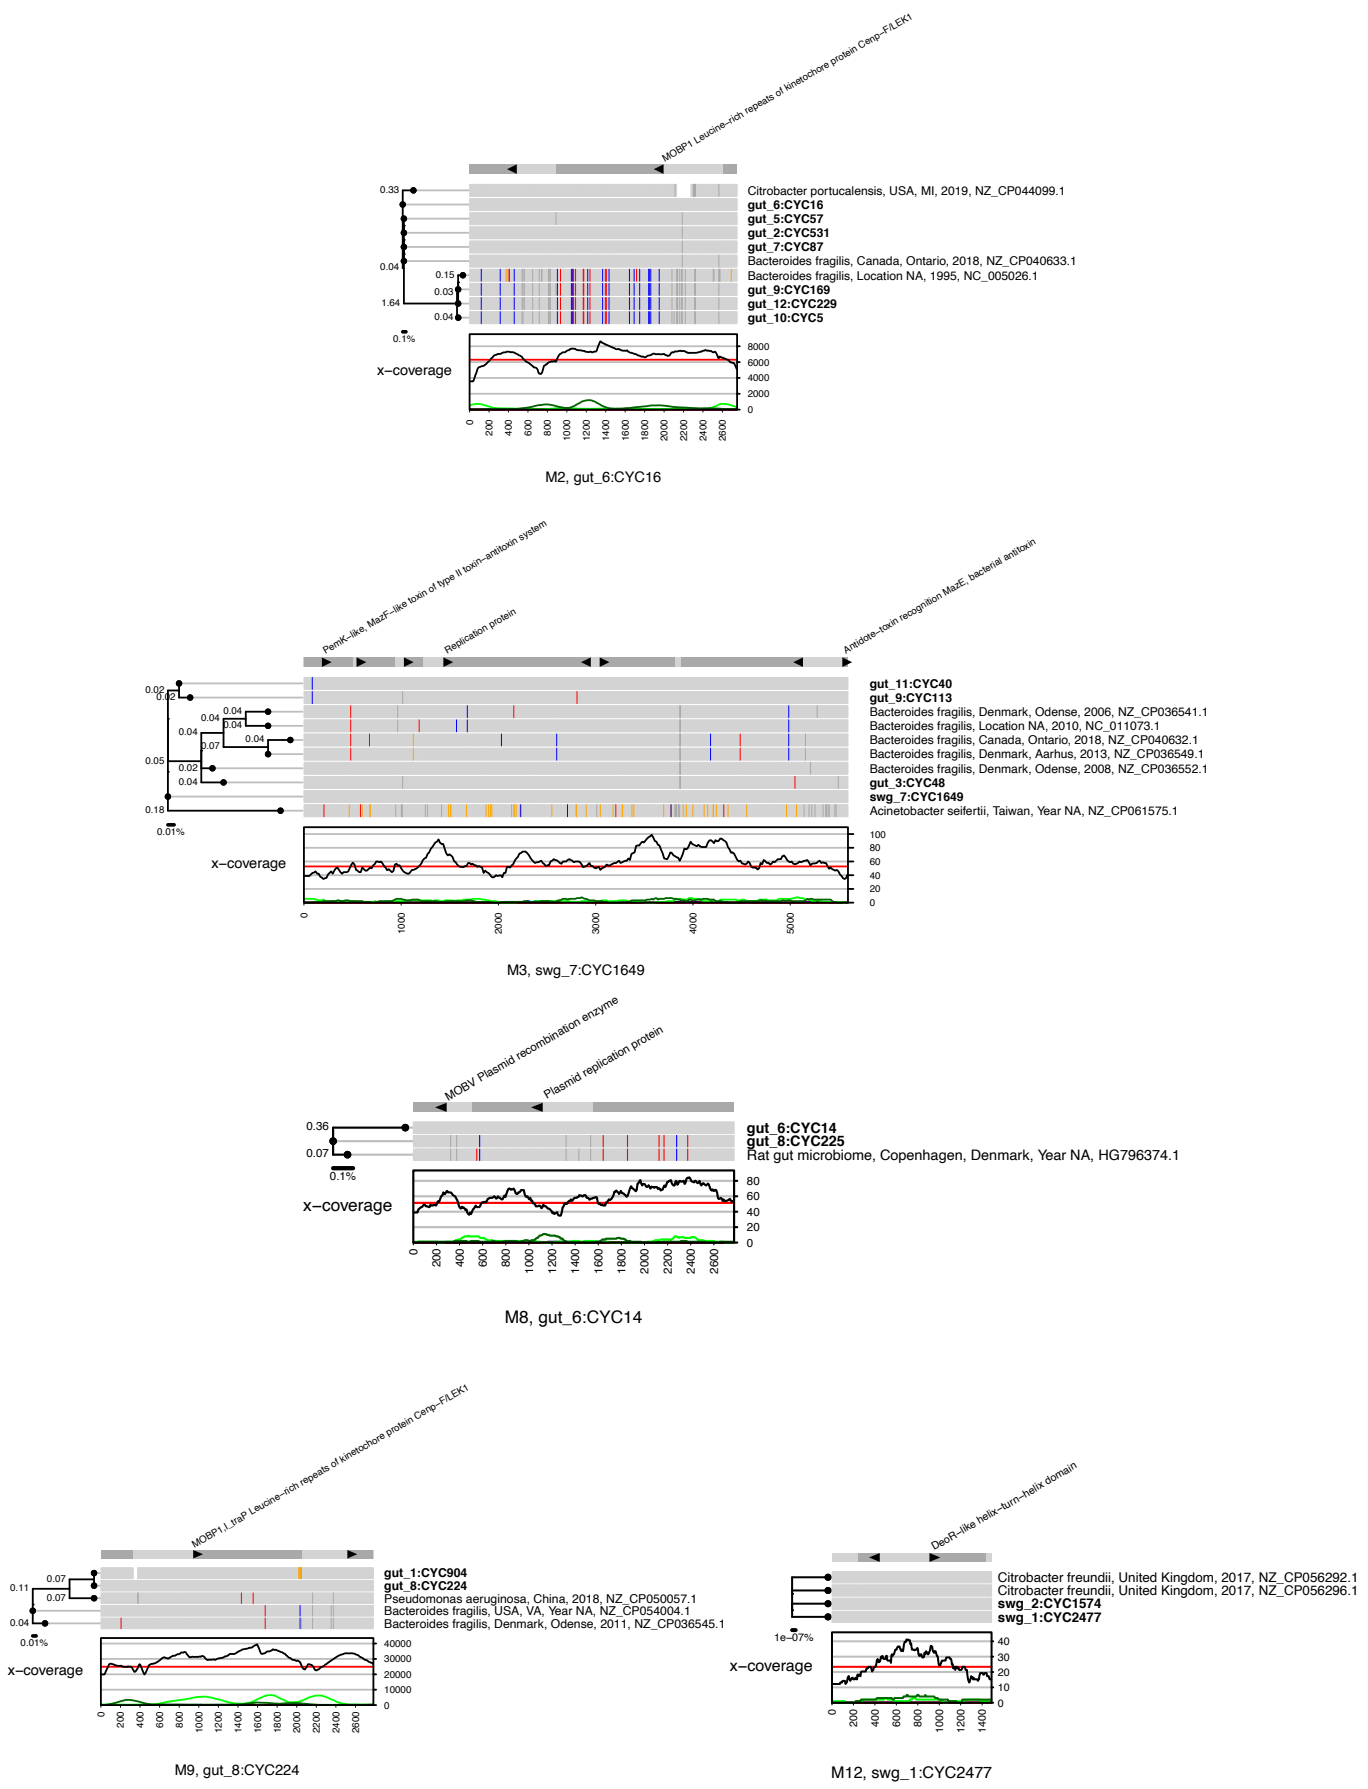 MOBP1 Leucine−rich repeats of kinetochore protein Cenp−F/LEK1
0.33
Citrobacter portucalensis, USA, MI, 2019, NZ_CP044099.1
gut_6:CYC16
gut_5:CYC57
gut_2:CYC531
gut_7:CYC87
Bacteroides fragilis, Canada, Ontario, 2018, NZ_CP040633.1
0.04
0.15
Bacteroides fragilis, Location NA, 1995, NC_005026.1
0.03
gut_9:CYC169
1.64
gut_12:CYC229
0.04
gut_10:CYC5
0.1%
x−coverage
8000
6000
4000
2000
0
0 200 400 600 800 1000 1200 1400 1600 1800 2000 2200 2400 2600
M2, gut_6:CYC16
PemK−like, MazF−like toxin of type II toxin−antitoxin system
Replication protein
Antidote−toxin recognition MazE, bacterial antitoxin
0.02
gut_11:CYC40
0.02
gut_9:CYC113
0.04
Bacteroides fragilis, Denmark, Odense, 2006, NZ_CP036541.1
0.04
0.04
Bacteroides fragilis, Location NA, 2010, NC_011073.1
0.04
0.04
Bacteroides fragilis, Canada, Ontario, 2018, NZ_CP040632.1
0.07
Bacteroides fragilis, Denmark, Aarhus, 2013, NZ_CP036549.1
0.05
0.02
Bacteroides fragilis, Denmark, Odense, 2008, NZ_CP036552.1
0.04
gut_3:CYC48
swg_7:CYC1649
0.18
Acinetobacter seifertii, Taiwan, Year NA, NZ_CP061575.1
0.01%
x−coverage
100
80
60
40
20
0
0 1000 2000 3000 4000 5000
M3, swg_7:CYC1649
MOBV Plasmid recombination enzyme
Plasmid replication protein
0.36
gut_6:CYC14
gut_8:CYC225
0.07
Rat gut microbiome, Copenhagen, Denmark, Year NA, HG796374.1
0.1%
x−coverage
80
60
40
20
0
0 200 400 600 800 1000 1200 1400 1600 1800 2000 2200 2400 2600
M8, gut_6:CYC14
MOBP1,I_traP Leucine−rich repeats of kinetochore protein Cenp−F/LEK1
0.07
gut_1:CYC904
0.11
gut_8:CYC224
0.07
Pseudomonas aeruginosa, China, 2018, NZ_CP050057.1
Bacteroides fragilis, USA, VA, Year NA, NZ_CP054004.1
0.04
Bacteroides fragilis, Denmark, Odense, 2011, NZ_CP036545.1
0.01%
x−coverage
40000
30000
20000
10000
0
0 200 400 600 800 1000 1200 1400 1600 1800 2000 2200 2400 2600
M9, gut_8:CYC224
DeoR−like helix−turn−helix domain
Citrobacter freundii, United Kingdom, 2017, NZ_CP056292.1
Citrobacter freundii, United Kingdom, 2017, NZ_CP056296.1
swg_2:CYC1574
swg_1:CYC2477
1e−07%
x−coverage
40
30
20
10
0
0 200 400 600 800 1000 1200 1400
M12, swg_1:CYC2477